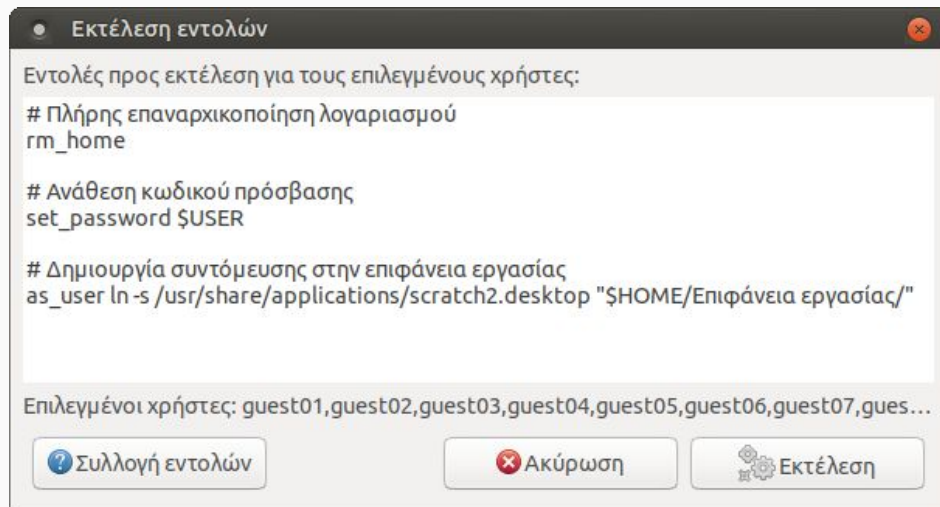 Εκτέλεση εντολών
Εντολές προς εκτέλεση για τους επιλεγμένους χρήστες:
# Πλήρης επαναρχικοποίηση λογαριασμού
rm_home
# Ανάθεση κωδικού πρόσβασης
set_password $USER
# Δημιουργία συντόμευσης στην επιφάνεια εργασίας
as_user ln -s /usr/share/applications/scratch2.desktop "$HOME/Επιφάνεια εργασίας/"
Επιλεγμένοι χρήστες: guest01,guest02,guest03,guest04,guest05,guest06,guest07,gues…
Συλλογή εντολών
Ακύρωση
Εκτέλεση